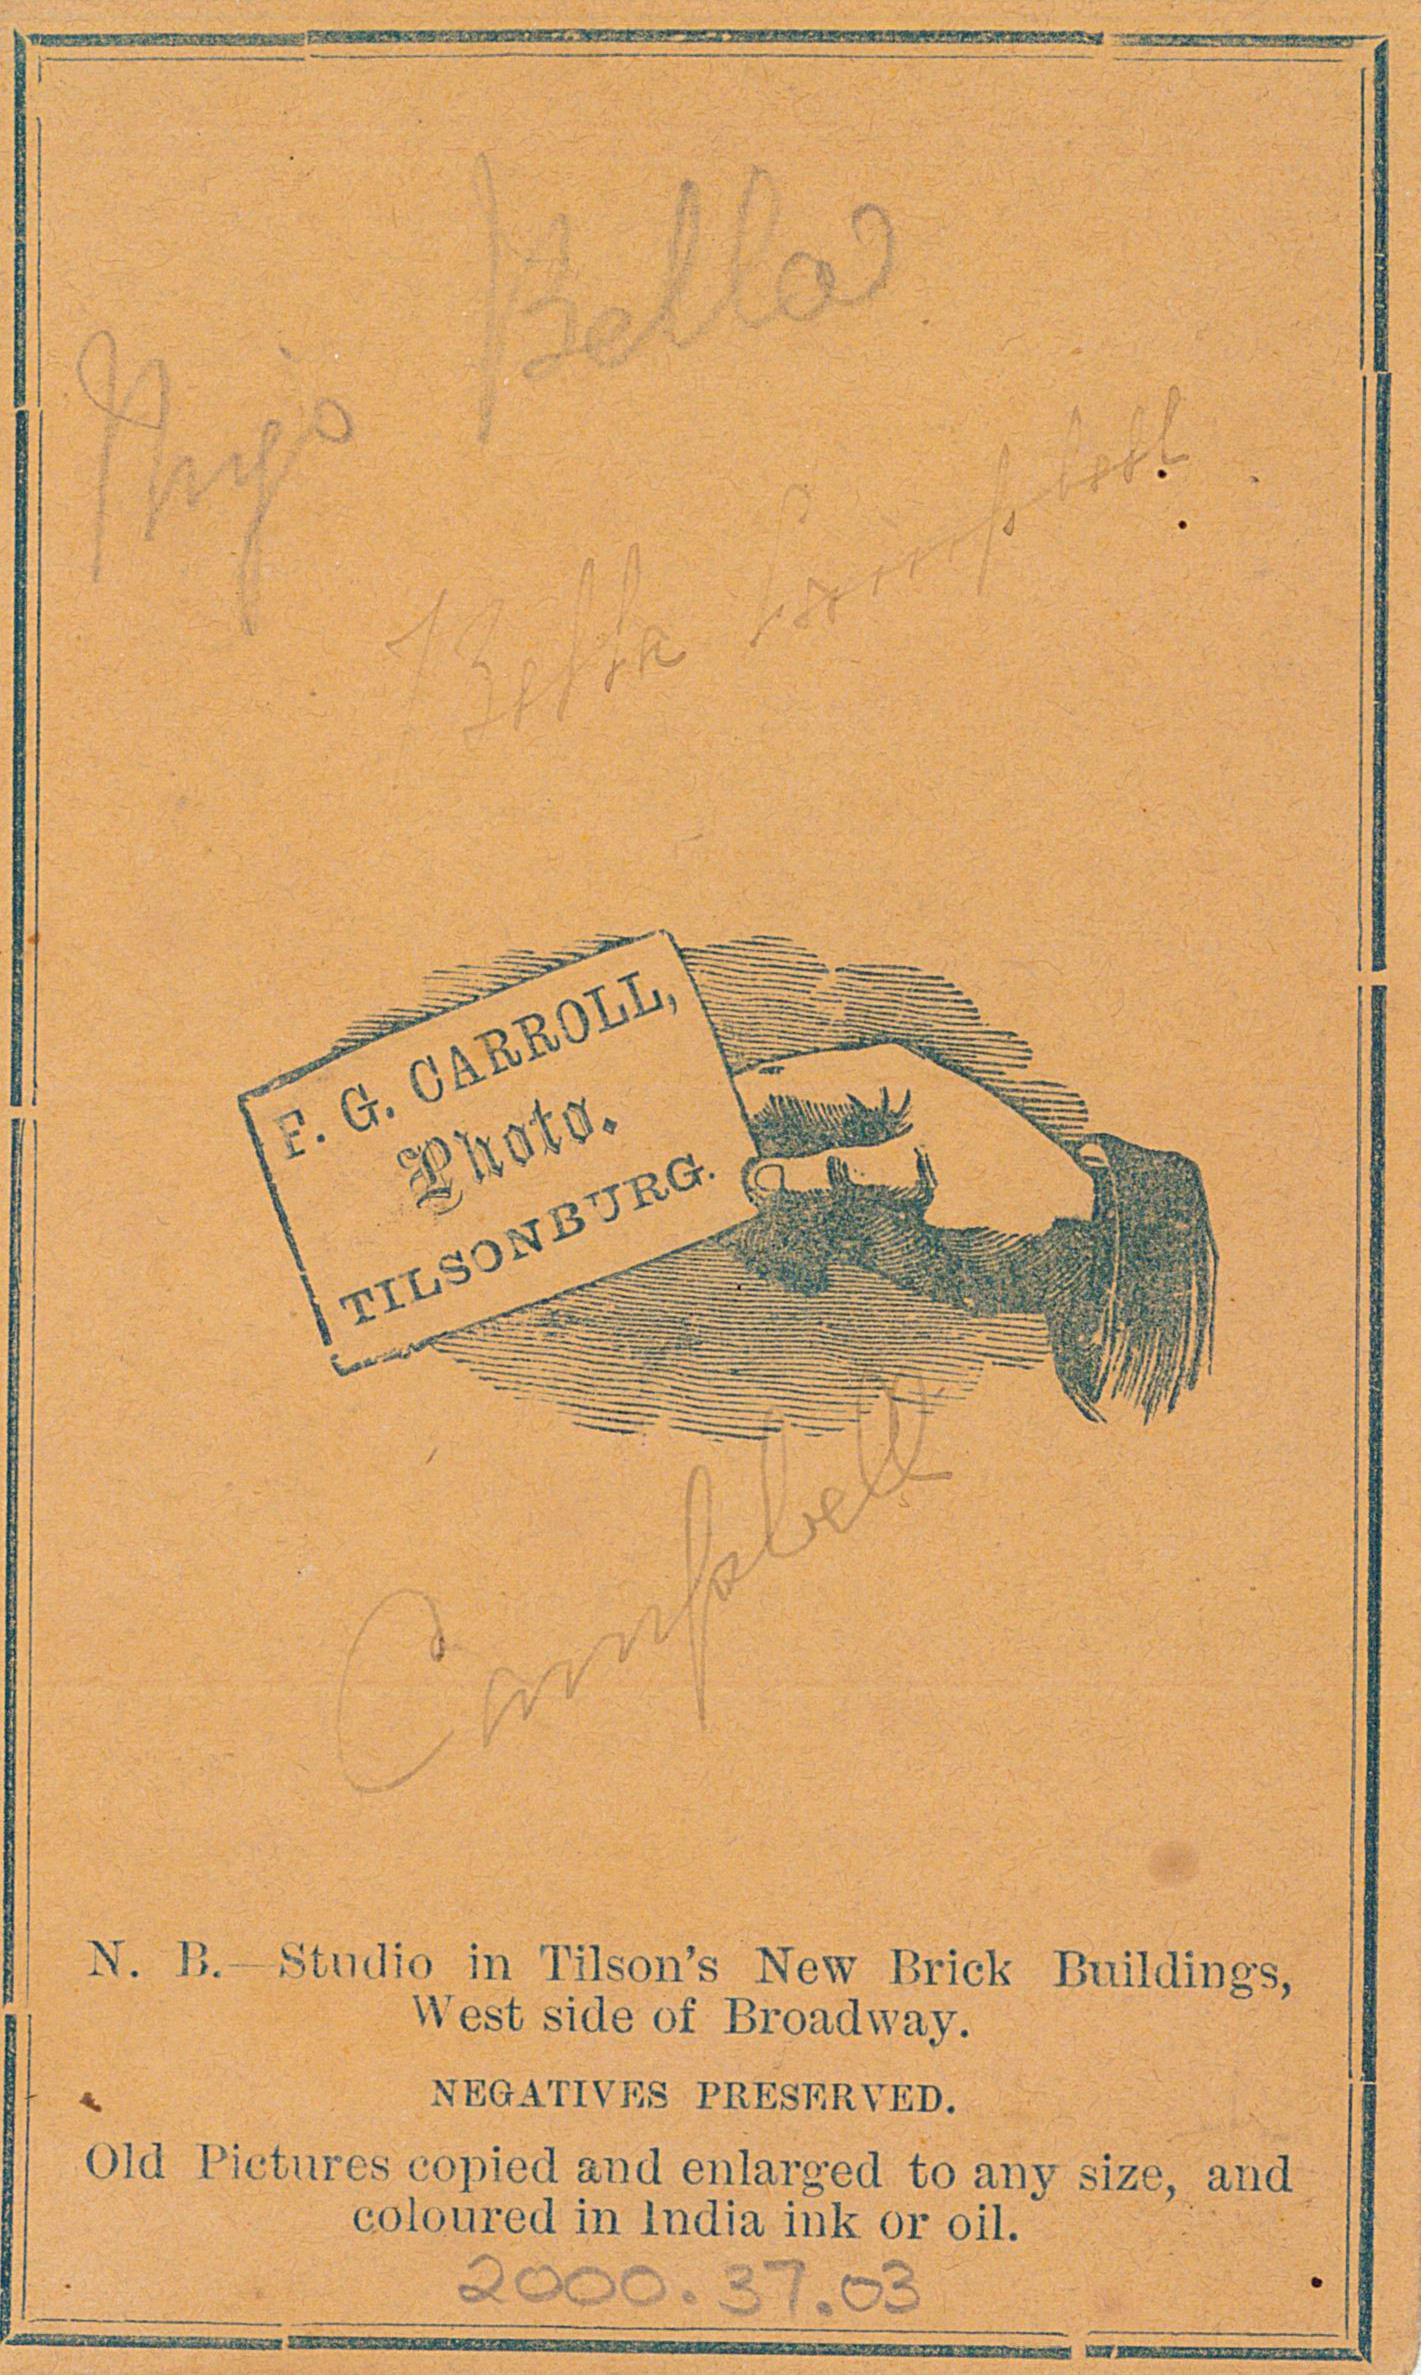 Miss Bella
Bella Campbell
F. G. CARROLL,
Photo.
TILSONBURG.
Campbell
N. B.—Studio in Tilson's New Brick Buildings,
West side of Broadway.
NEGATIVES PRESERVED.
Old Pictures copied and enlarged to any size, and
coloured in India ink or oil.
2000.37.03